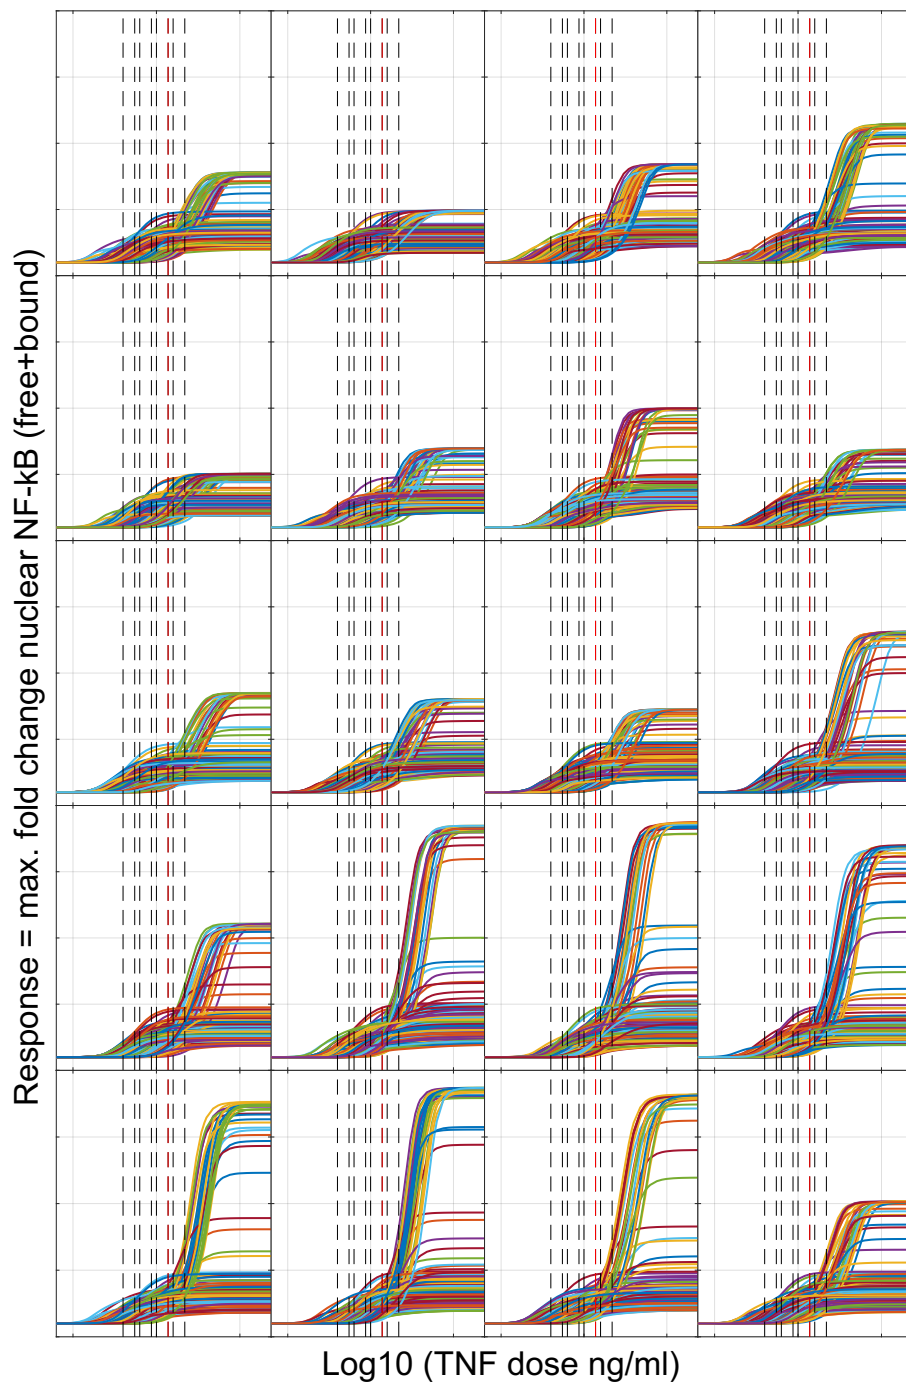 Response = max. fold change nuclear NF-kB (free+bound)
Log10 (TNF dose ng/ml)